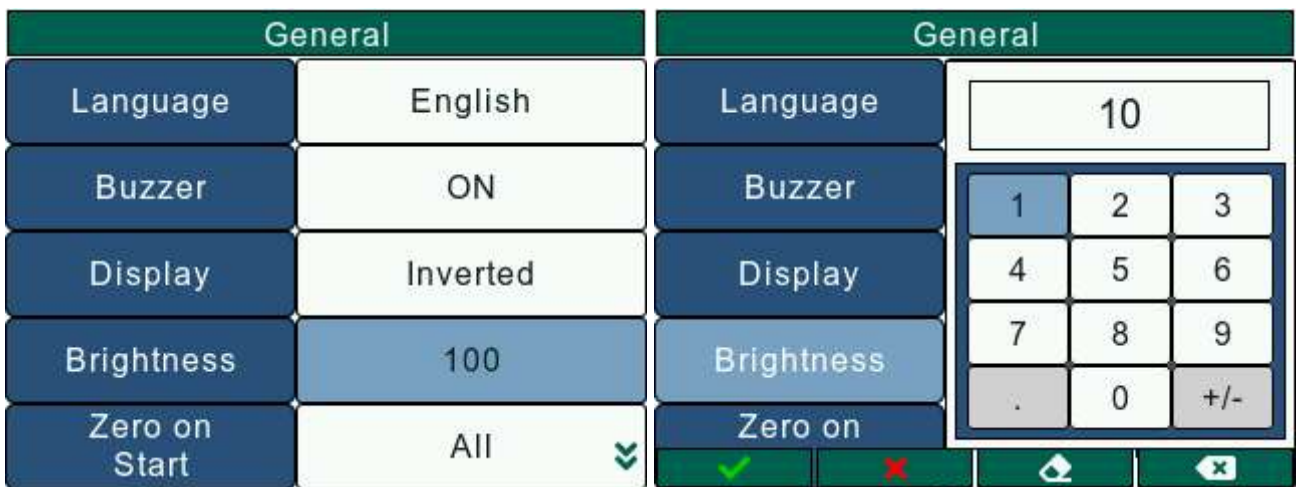 General
Language English
Buzzer ON
Display Inverted
Brightness 100
Zero on
Start
All
General
Language
Buzzer
Display
Brightness
Zero on
10
1 2 3
4 5 6
7 8 9
. 0 +/-